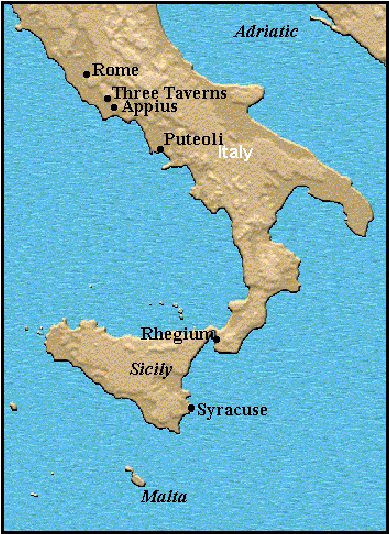 Adriatic
Rome
Three Taverns
Appius
Puteoli
Italy
Rhegium
Sicily
Syracuse
Malta